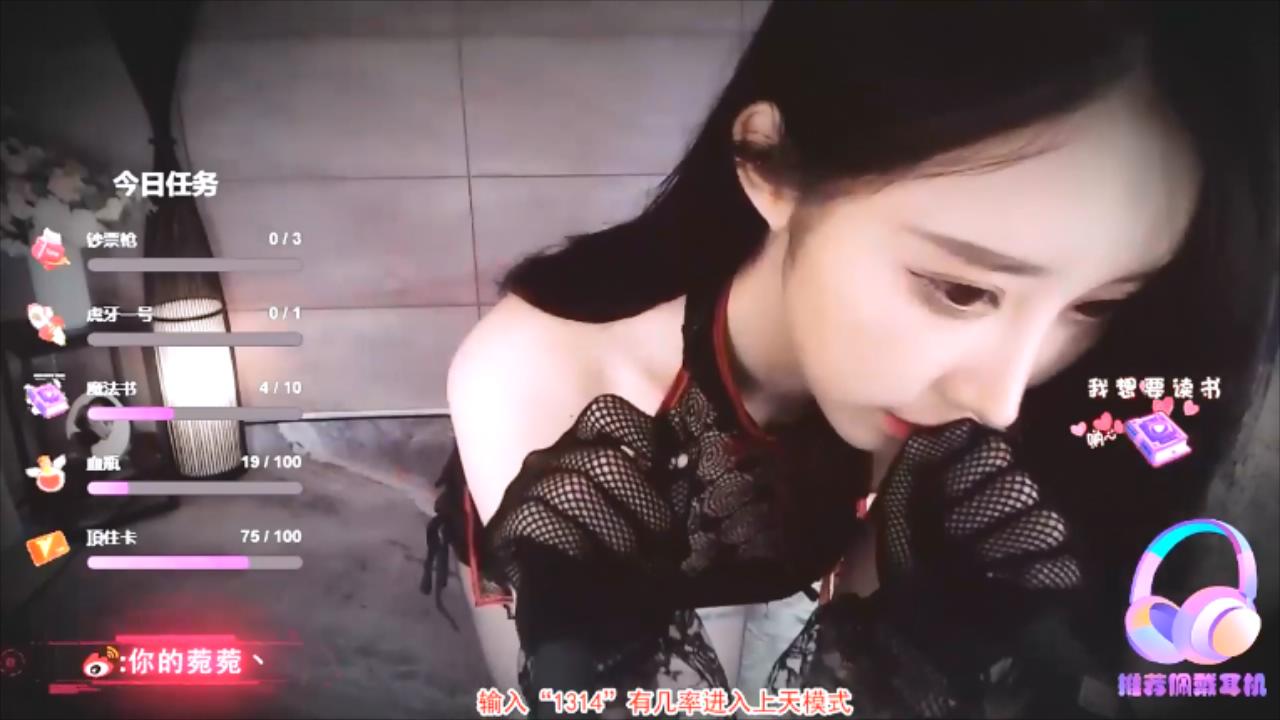 今日任务
钞票枪 0 / 3
虎牙一号 0 / 1
魔法书 4 / 10
血瓶 19 / 100
顶住卡 75 / 100
:你的菀菀丶
我想要读书
推荐佩戴耳机
输入“1314”有几率进入上天模式